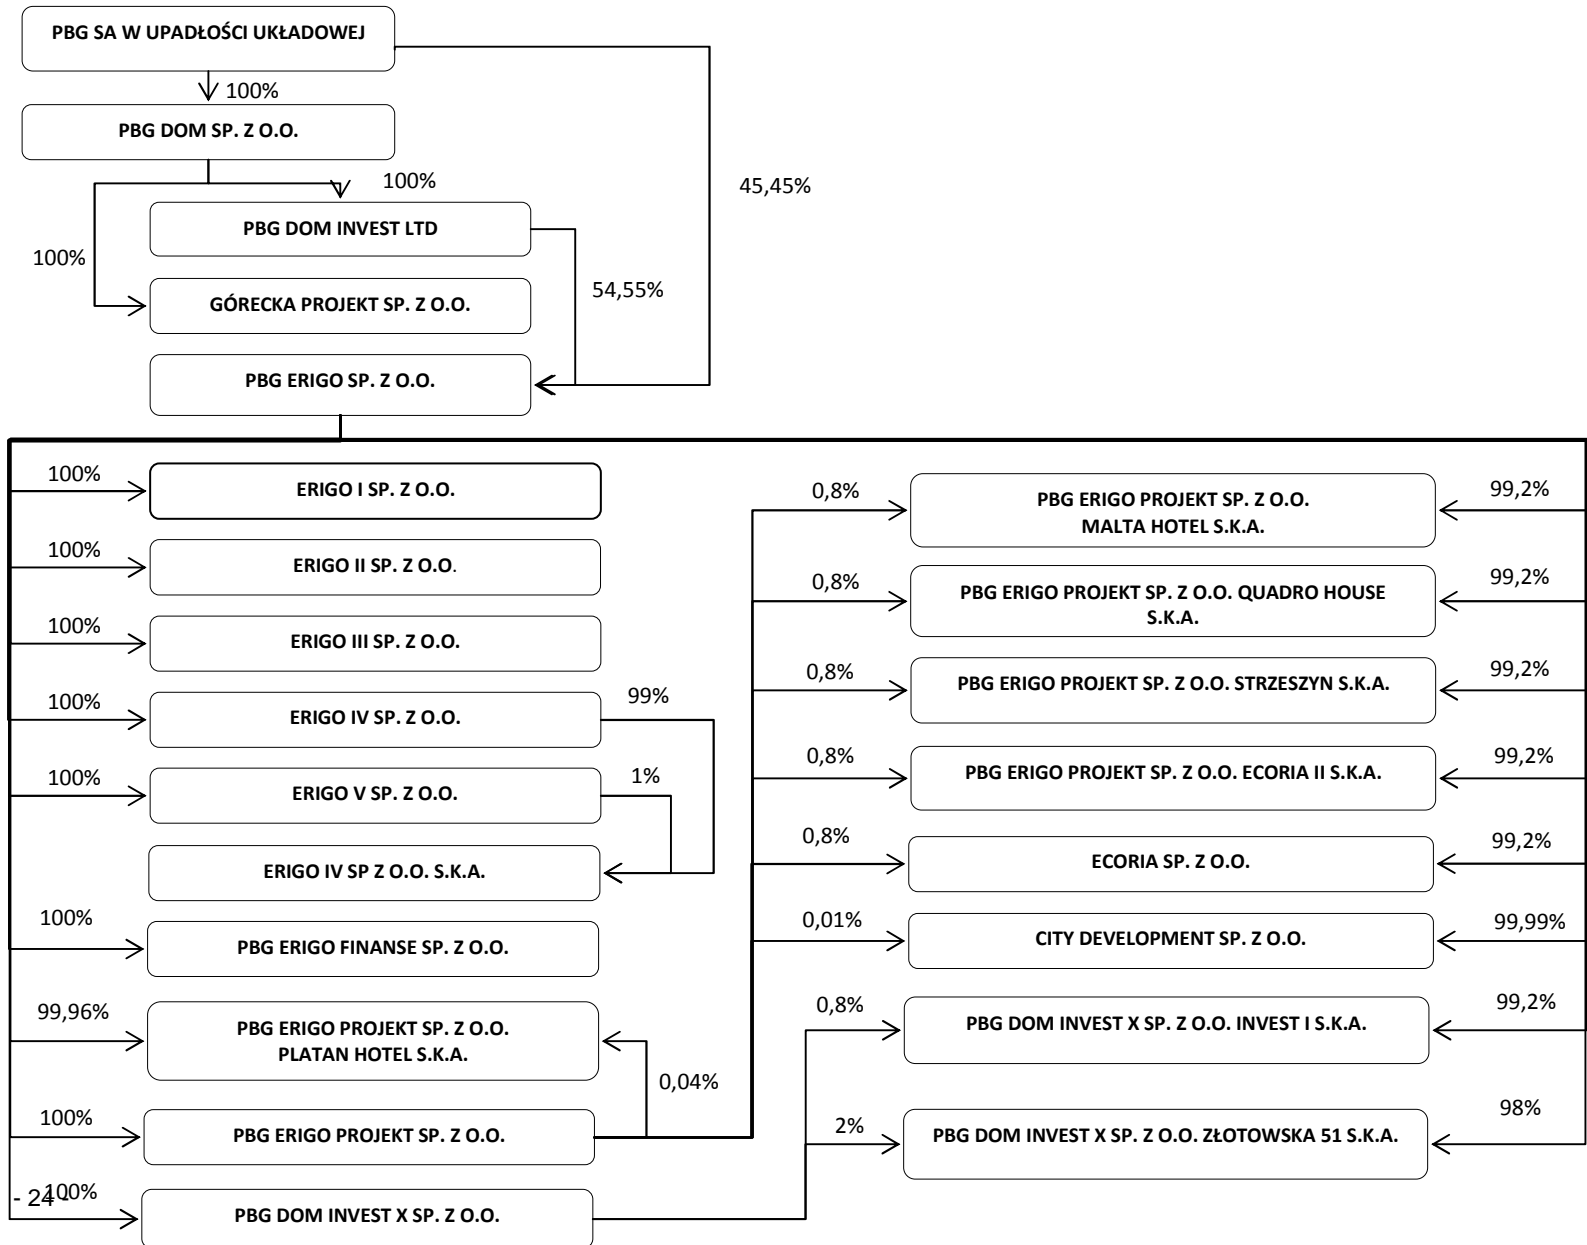 PBG SA W UPADŁOŚCI UKŁADOWEJ
100%
PBG DOM SP. Z O.O.
100%
45,45%
PBG DOM INVEST LTD
100%
54,55%
GÓRECKA PROJEKT SP. Z O.O.
PBG ERIGO SP. Z O.O.
100%
ERIGO I SP. Z O.O.
100%
ERIGO II SP. Z O.O.
100%
ERIGO III SP. Z O.O.
100%
ERIGO IV SP. Z O.O.
99%
100%
ERIGO V SP. Z O.O.
1%
ERIGO IV SP Z O.O. S.K.A.
100%
PBG ERIGO FINANSE SP. Z O.O.
99,96%
PBG ERIGO PROJEKT SP. Z O.O.
PLATAN HOTEL S.K.A.
0,04%
100%
PBG ERIGO PROJEKT SP. Z O.O.
100%
PBG DOM INVEST X SP. Z O.O.
0,8%
PBG ERIGO PROJEKT SP. Z O.O.
MALTA HOTEL S.K.A.
99,2%
0,8%
PBG ERIGO PROJEKT SP. Z O.O. QUADRO HOUSE
S.K.A.
99,2%
0,8%
PBG ERIGO PROJEKT SP. Z O.O. STRZESZYN S.K.A.
99,2%
0,8%
PBG ERIGO PROJEKT SP. Z O.O. ECORIA II S.K.A.
99,2%
0,8%
ECORIA SP. Z O.O.
99,2%
0,01%
CITY DEVELOPMENT SP. Z O.O.
99,99%
0,8%
PBG DOM INVEST X SP. Z O.O. INVEST I S.K.A.
99,2%
2%
PBG DOM INVEST X SP. Z O.O. ZŁOTOWSKA 51 S.K.A.
98%
- 24 -